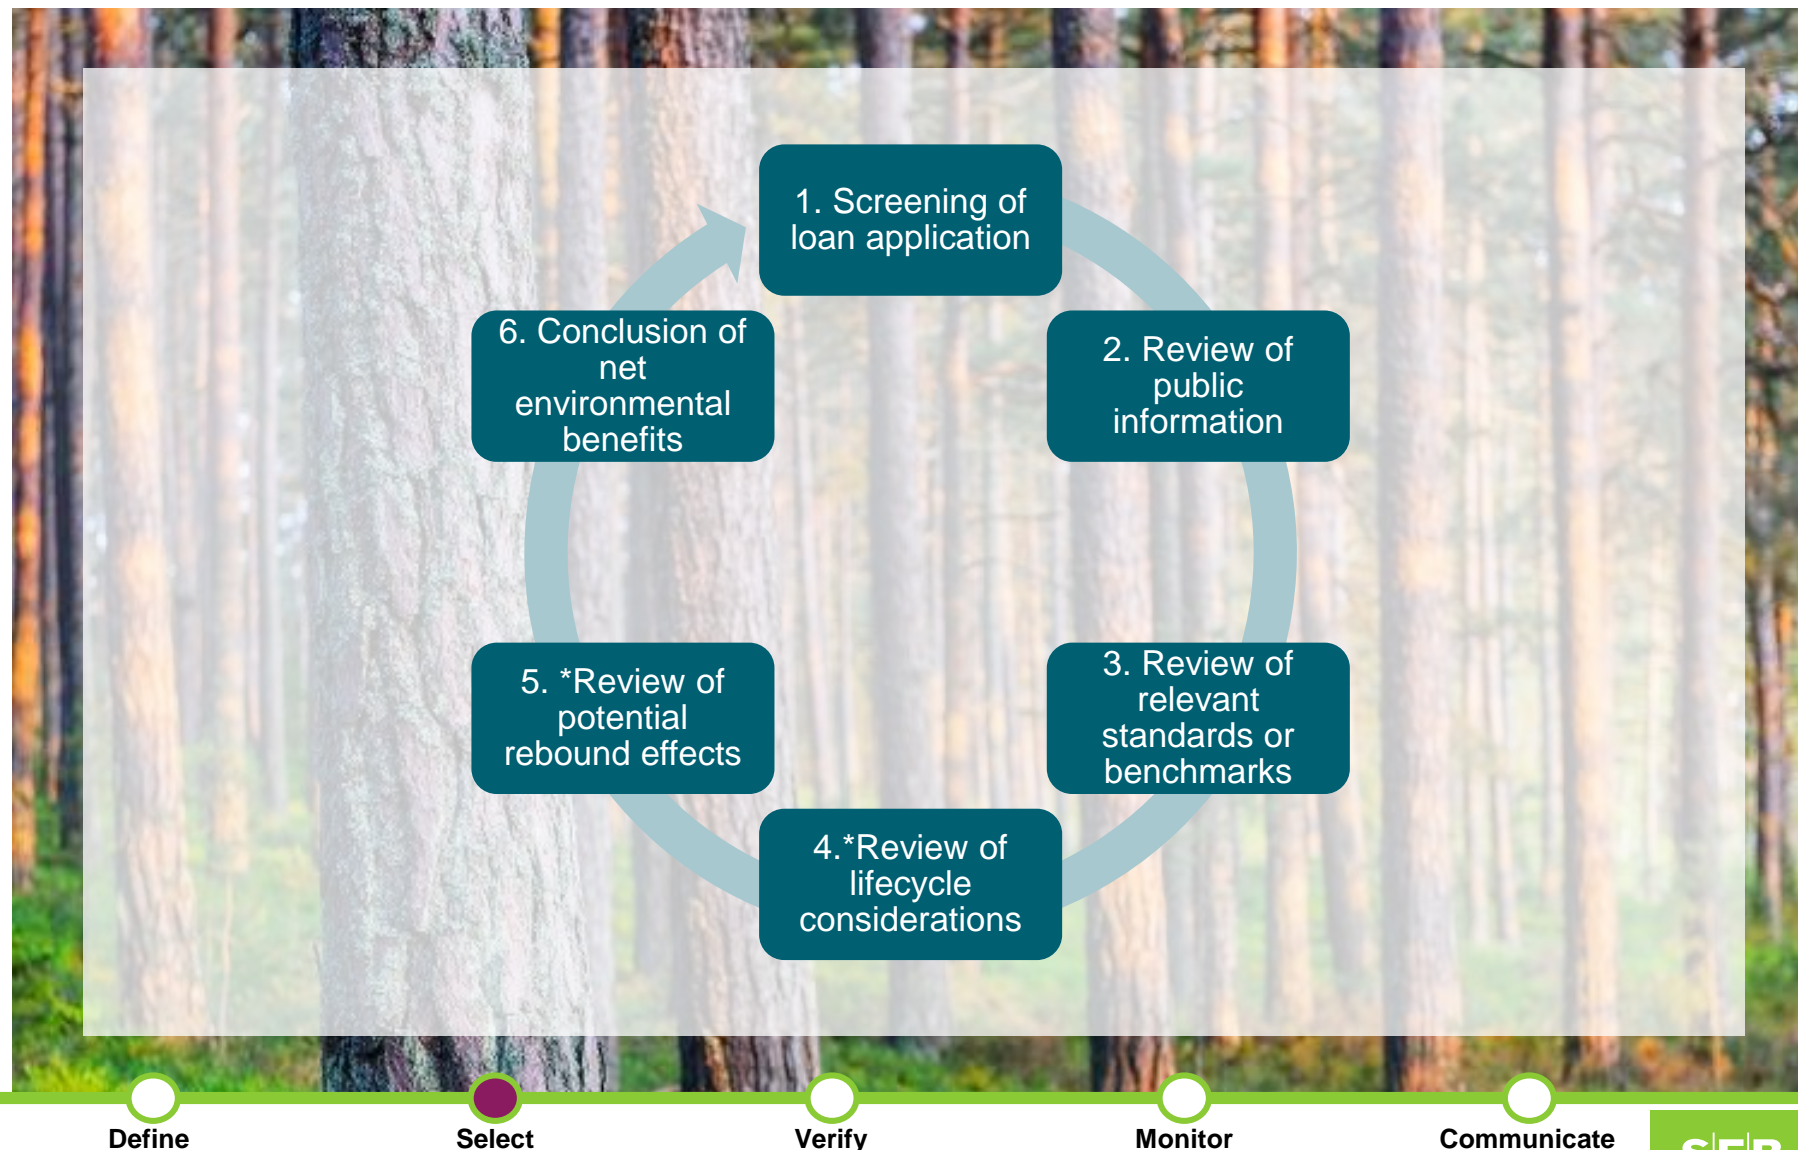 1. Screening of
loan application
2. Review of
public
information
3. Review of
relevant
standards or
benchmarks
4.*Review of
lifecycle
considerations
5. *Review of
potential
rebound effects
6. Conclusion of
net
environmental
benefits
Define
Select
Verify
Monitor
Communicate
S|E|B